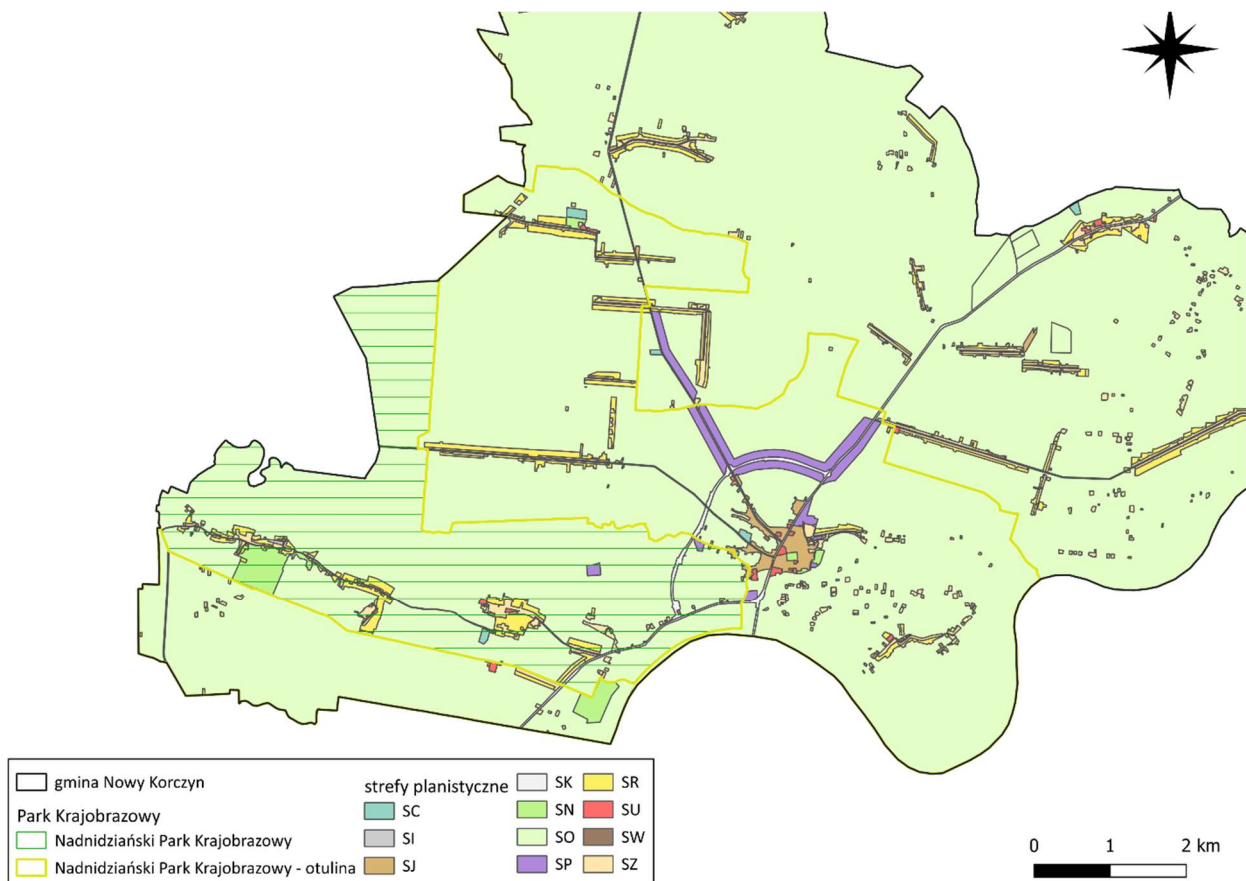 gmina Nowy Korczyn
Park Krajobrazowy
Nadnidziański Park Krajobrazowy
Nadnidziański Park Krajobrazowy - otulina
strefy planistyczne
SC
SI
SJ
SK
SN
SO
SP
SR
SU
SW
SZ
0 1 2 km